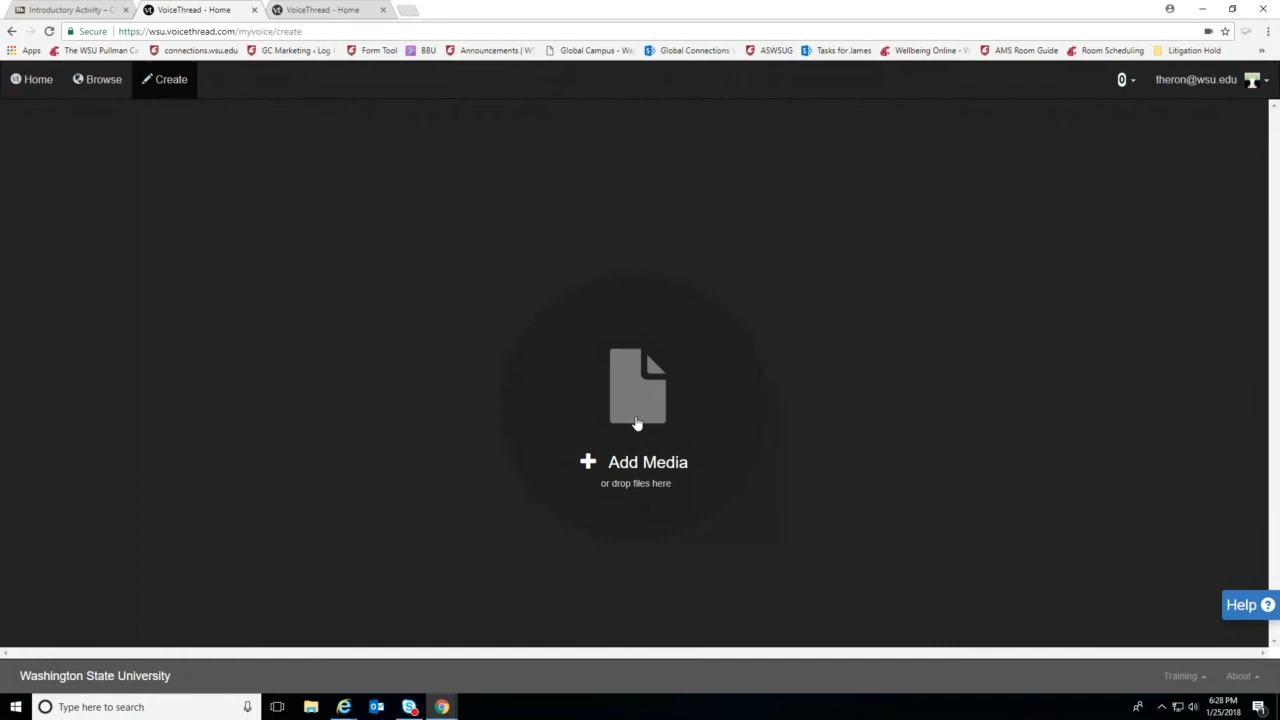 Introductory Activity – C
VoiceThread - Home
VoiceThread - Home
Secure
https://wsu.voicethread.com/myvoice/create
Apps
The WSU Pullman Ca
connections.wsu.edu
GC Marketing ‹ Log I
Form Tool
BBU
Announcements | W
Global Campus - Wa
Global Connections
ASWSUG
Tasks for James
Wellbeing Online - W
AMS Room Guide
Room Scheduling
Litigation Hold
»
Home
Browse
Create
0
theron@wsu.edu
Add Media
or drop files here
Help ?
Washington State University
Training
About
Type here to search
6:28 PM
1/25/2018